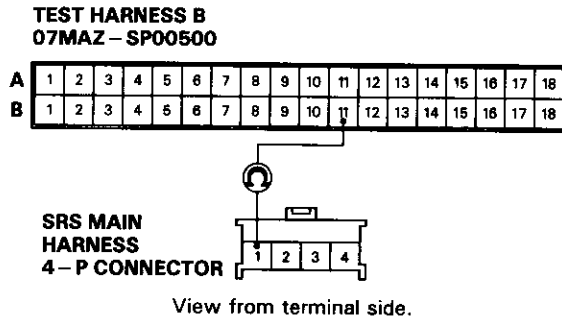 TEST HARNESS B
07MAZ–SP00500
A 1 2 3 4 5 6 7 8 9 10 11 12 13 14 15 16 17 18
B 1 2 3 4 5 6 7 8 9 10 11 12 13 14 15 16 17 18
SRS MAIN
HARNESS
4–P CONNECTOR
1 2 3 4
View from terminal side.